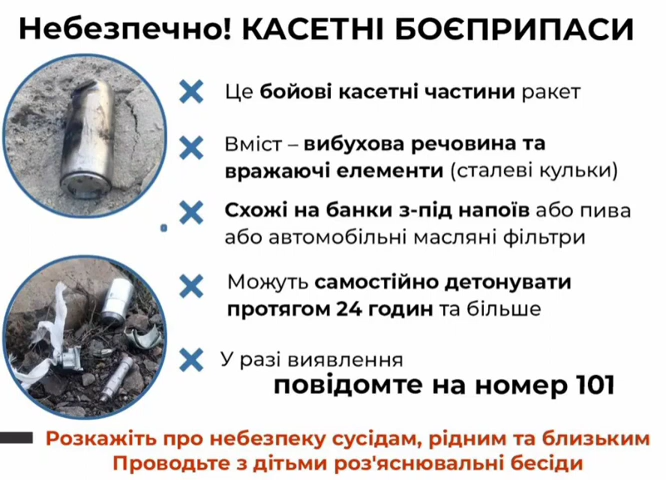 Небезпечно! КАСЕТНІ БОЄПРИПАСИ
Це бойові касетні частини ракет
Вміст – вибухова речовина та
вражаючі елементи (сталеві кульки)
Схожі на банки з-під напоїв або пива
або автомобільні масляні фільтри
Можуть самостійно детонувати
протягом 24 годин та більше
У разі виявлення
повідомте на номер 101
Розкажіть про небезпеку сусідам, рідним та близьким
Проводьте з дітьми роз'яснювальні бесіди